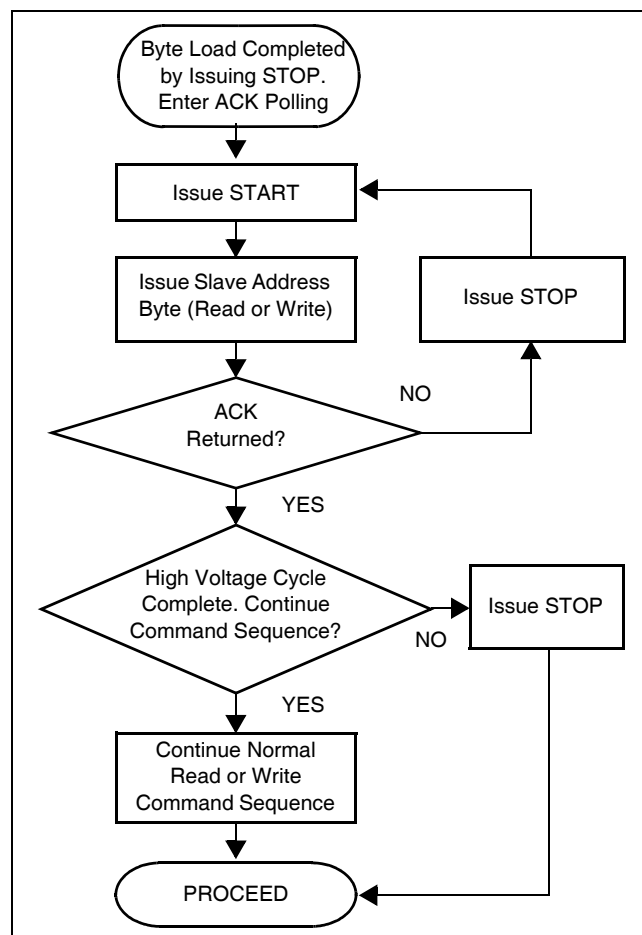 Byte Load Completed
by Issuing STOP.
Enter ACK Polling
Issue START
Issue Slave Address
Byte (Read or Write)
Issue STOP
ACK
Returned?
NO
YES
High Voltage Cycle
Complete. Continue
Command Sequence?
Issue STOP
NO
YES
Continue Normal
Read or Write
Command Sequence
PROCEED